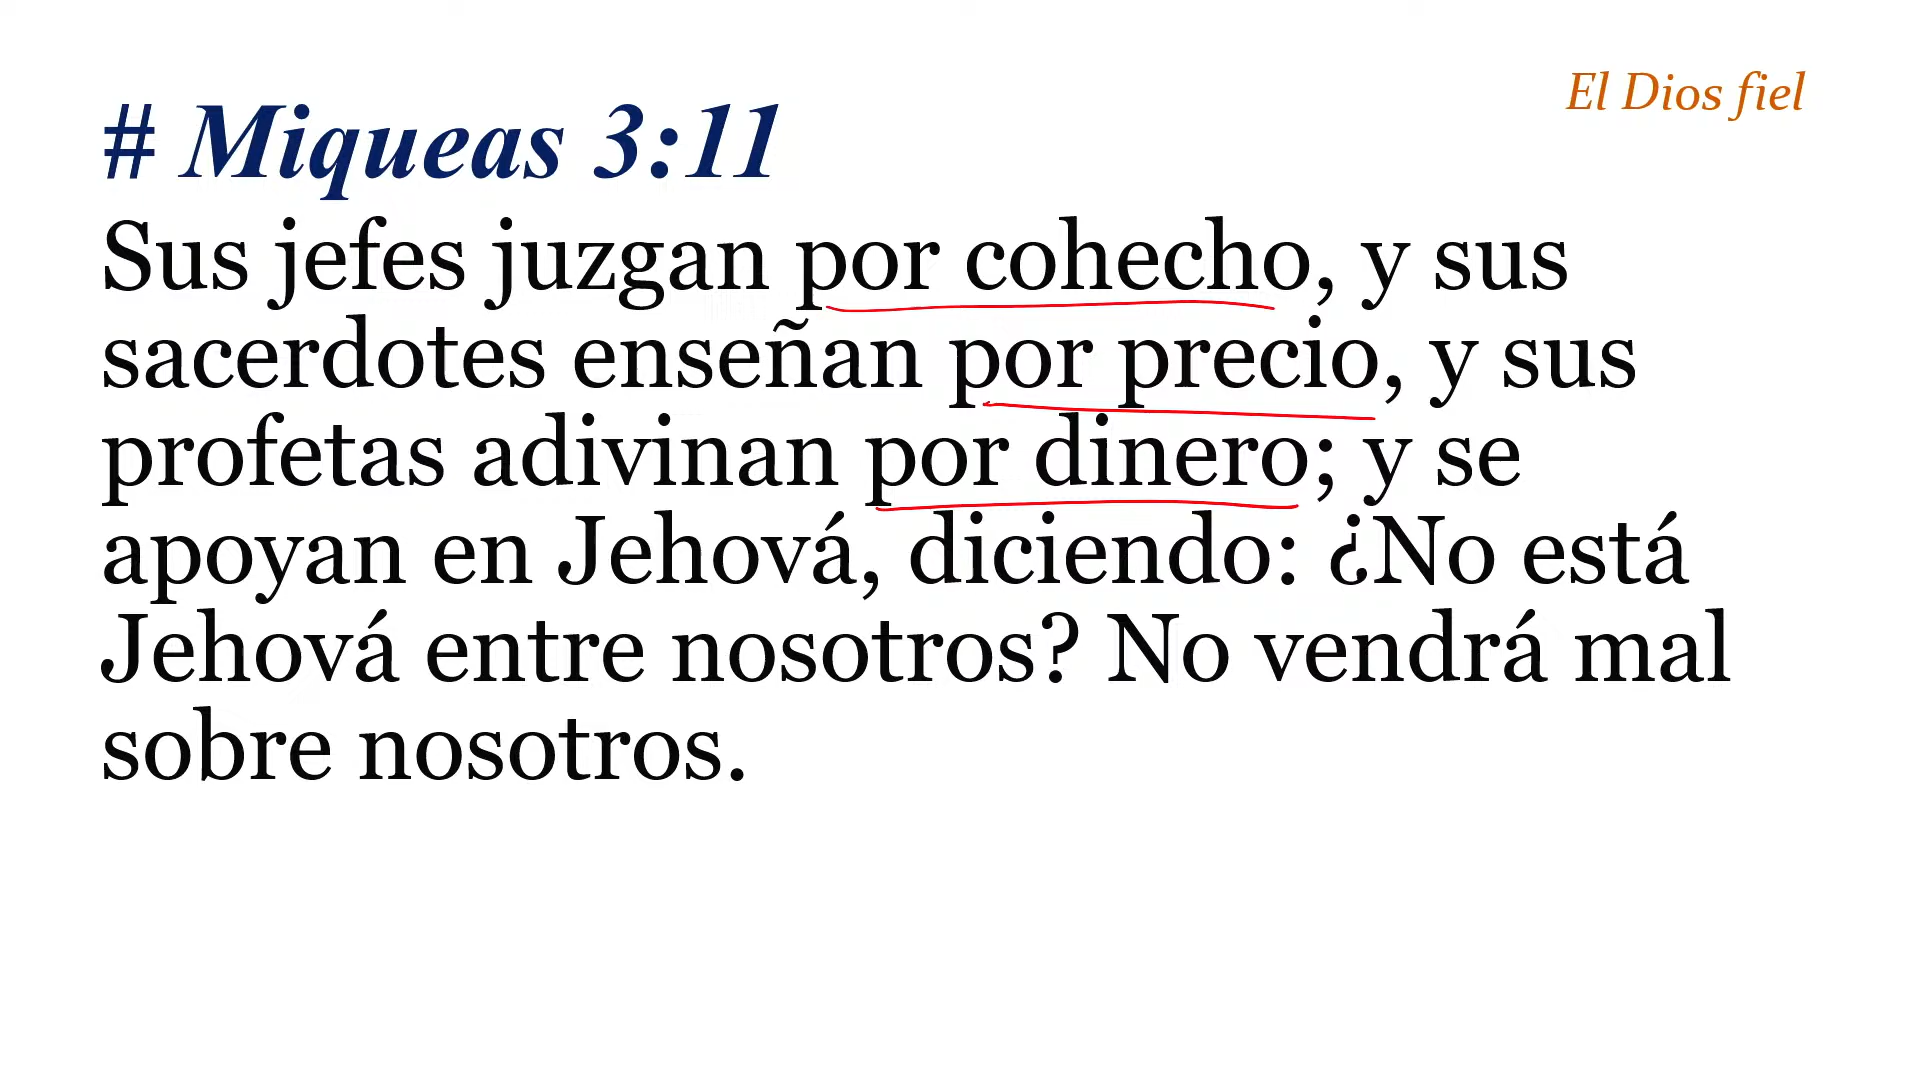 El Dios fiel
# Miqueas 3:11
Sus jefes juzgan por cohecho, y sus
sacerdotes enseñan por precio, y sus
profetas adivinan por dinero; y se
apoyan en Jehová, diciendo: ¿No está
Jehová entre nosotros? No vendrá mal
sobre nosotros.